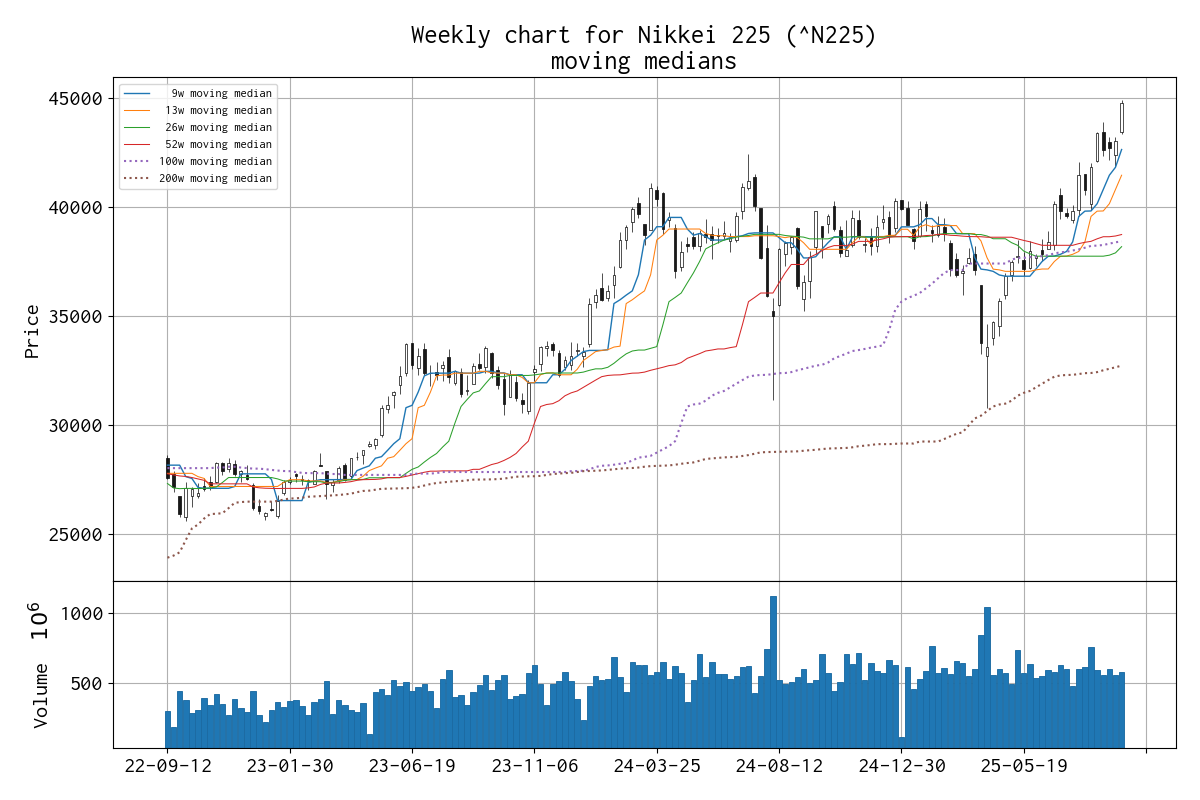 Weekly chart for Nikkei 225 (^N225)
moving medians
9w moving median
13w moving median
26w moving median
52w moving median
100w moving median
200w moving median
Price
45000
40000
35000
30000
25000
Volume 10^6
1000
500
22-09-12
23-01-30
23-06-19
23-11-06
24-03-25
24-08-12
24-12-30
25-05-19